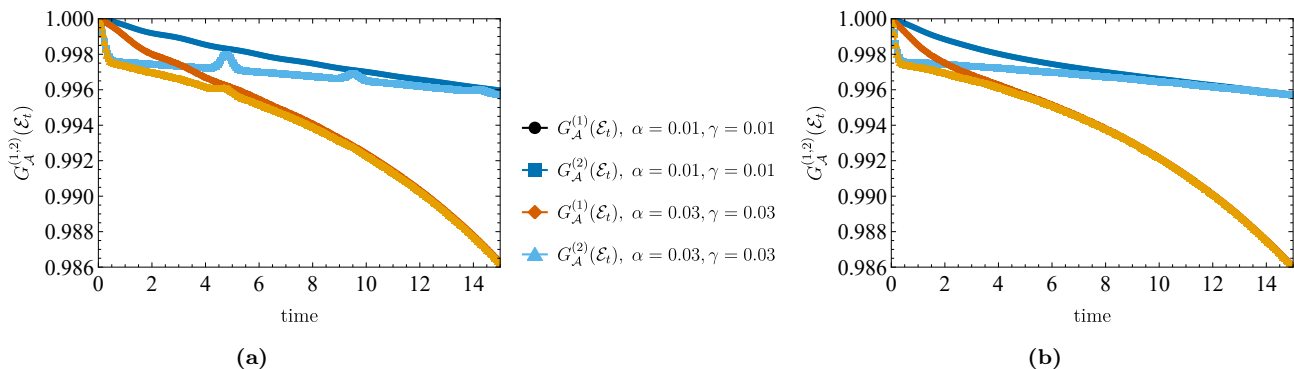 1.000
0.998
0.996
0.994
0.992
0.990
0.988
0.986
G_𝒜^(1,2)(ℰ_t)
0 2 4 6 8 10 12 14
time
(a)
G_𝒜^(1)(ℰ_t), α = 0.01, γ = 0.01
G_𝒜^(2)(ℰ_t), α = 0.01, γ = 0.01
G_𝒜^(1)(ℰ_t), α = 0.03, γ = 0.03
G_𝒜^(2)(ℰ_t), α = 0.03, γ = 0.03
1.000
0.998
0.996
0.994
0.992
0.990
0.988
0.986
G_𝒜^(1,2)(ℰ_t)
0 2 4 6 8 10 12 14
time
(b)